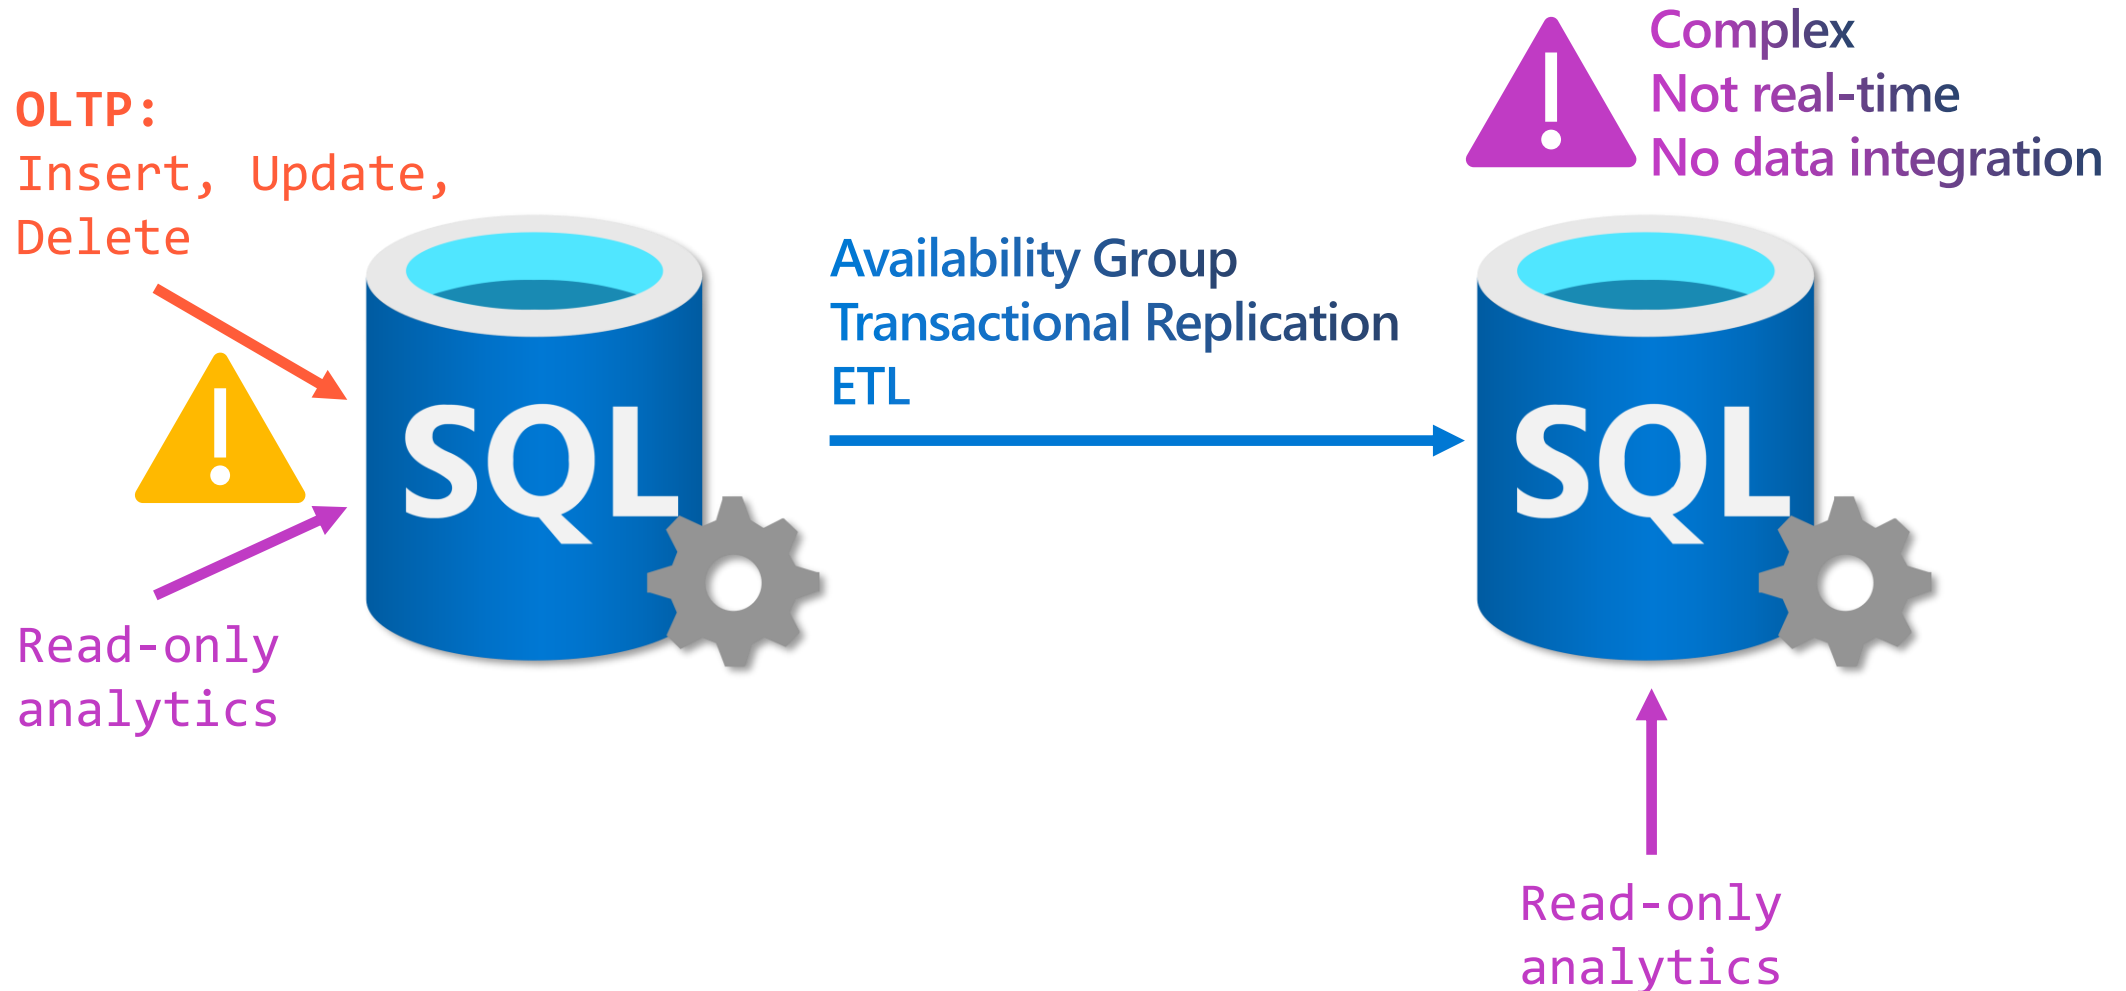 OLTP:
Insert, Update,
Delete
Read-only
analytics
SQL
Availability Group
Transactional Replication
ETL
Complex
Not real-time
No data integration
SQL
Read-only
analytics